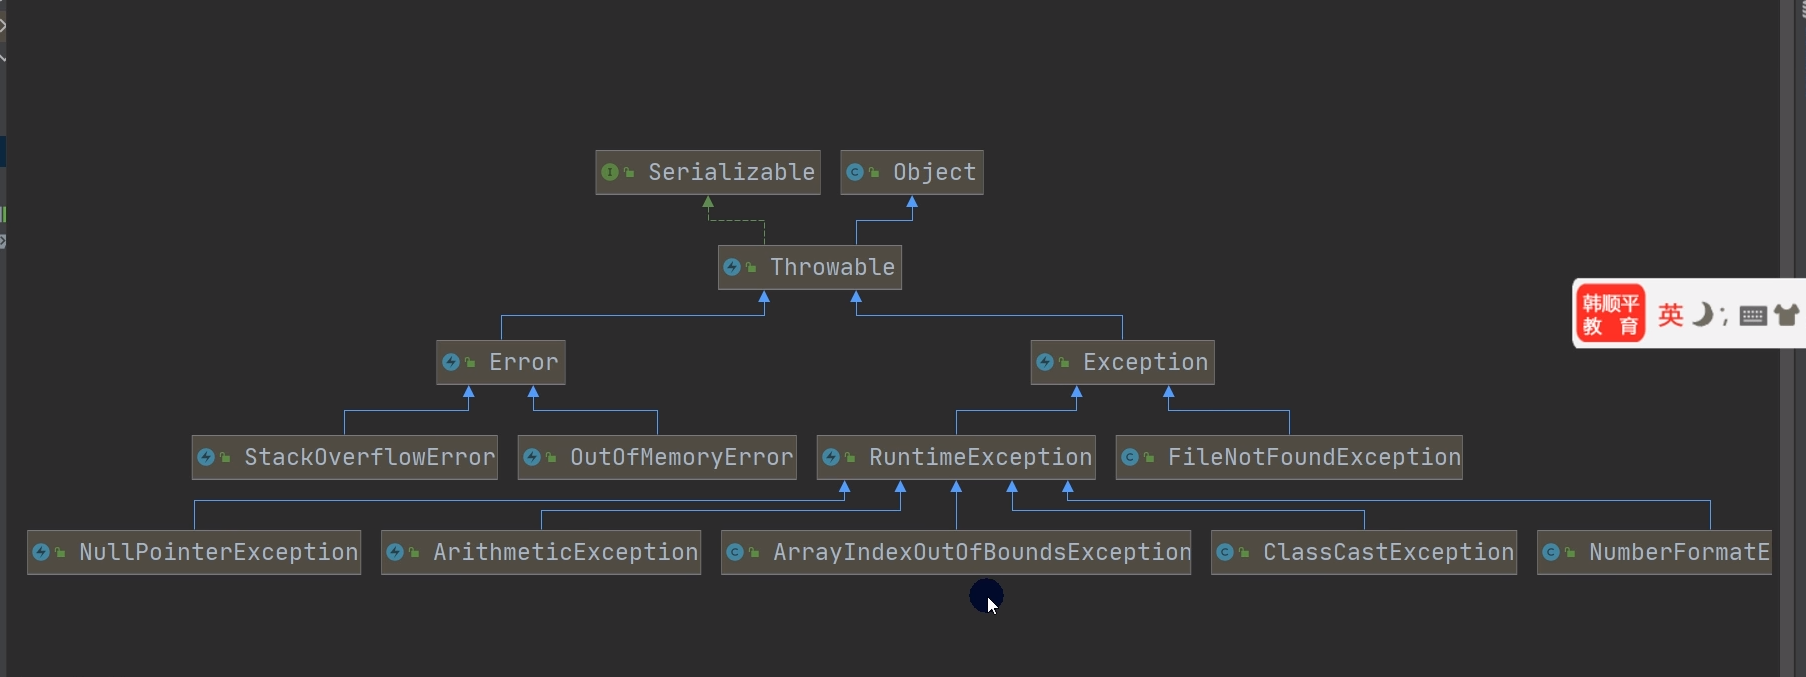 Serializable
Object
Throwable
韩顺平
教 育
英
Error
Exception
StackOverflowError
OutOfMemoryError
RuntimeException
FileNotFoundException
NullPointerException
ArithmeticException
ArrayIndexOutOfBoundsException
ClassCastException
NumberFormatE